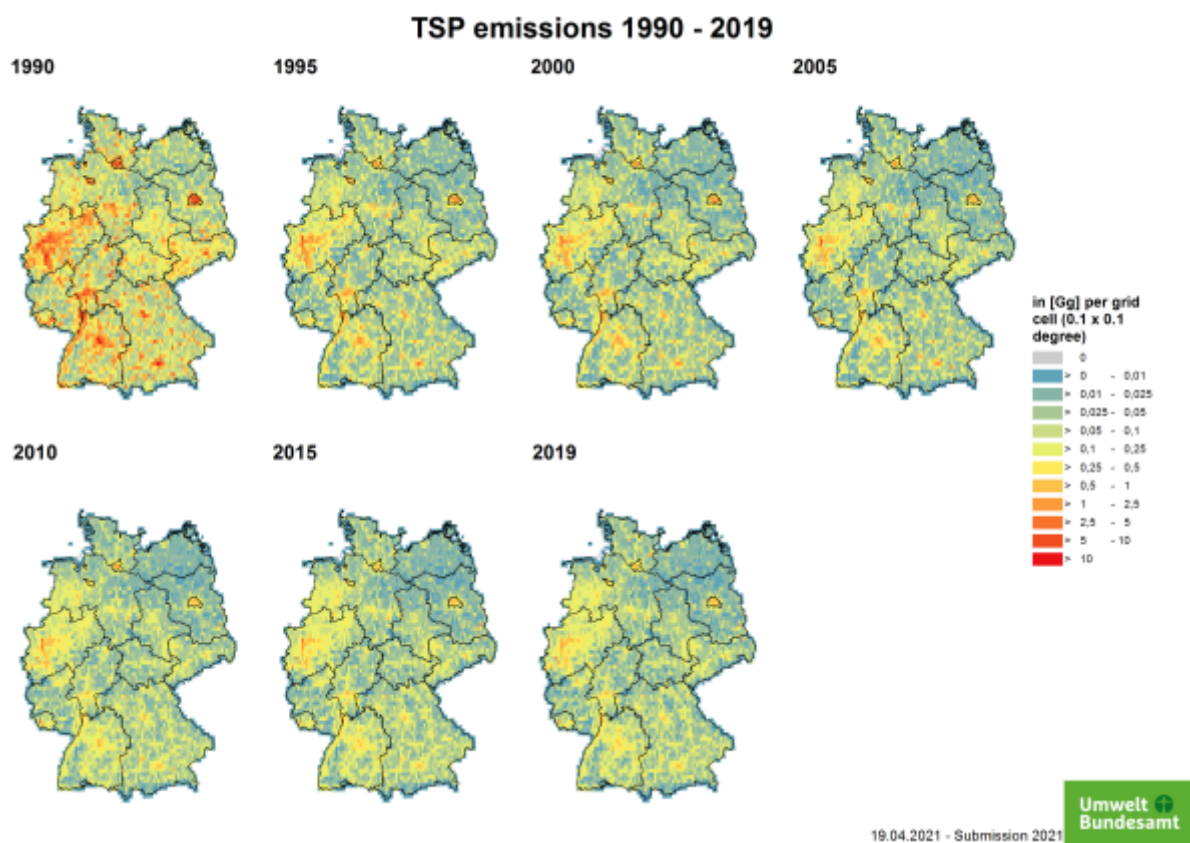 TSP emissions 1990 - 2019
1990
1995
2000
2005
in [Gg] per grid
cell (0.1 x 0.1
degree)
0
> 0 - 0,01
> 0,01 - 0,025
> 0,025 - 0,05
> 0,05 - 0,1
> 0,1 - 0,25
> 0,25 - 0,5
> 0,5 - 1
> 1 - 2,5
> 2,5 - 5
> 5 - 10
> 10
2010
2015
2019
Umwelt
Bundesamt
19.04.2021 - Submission 2021